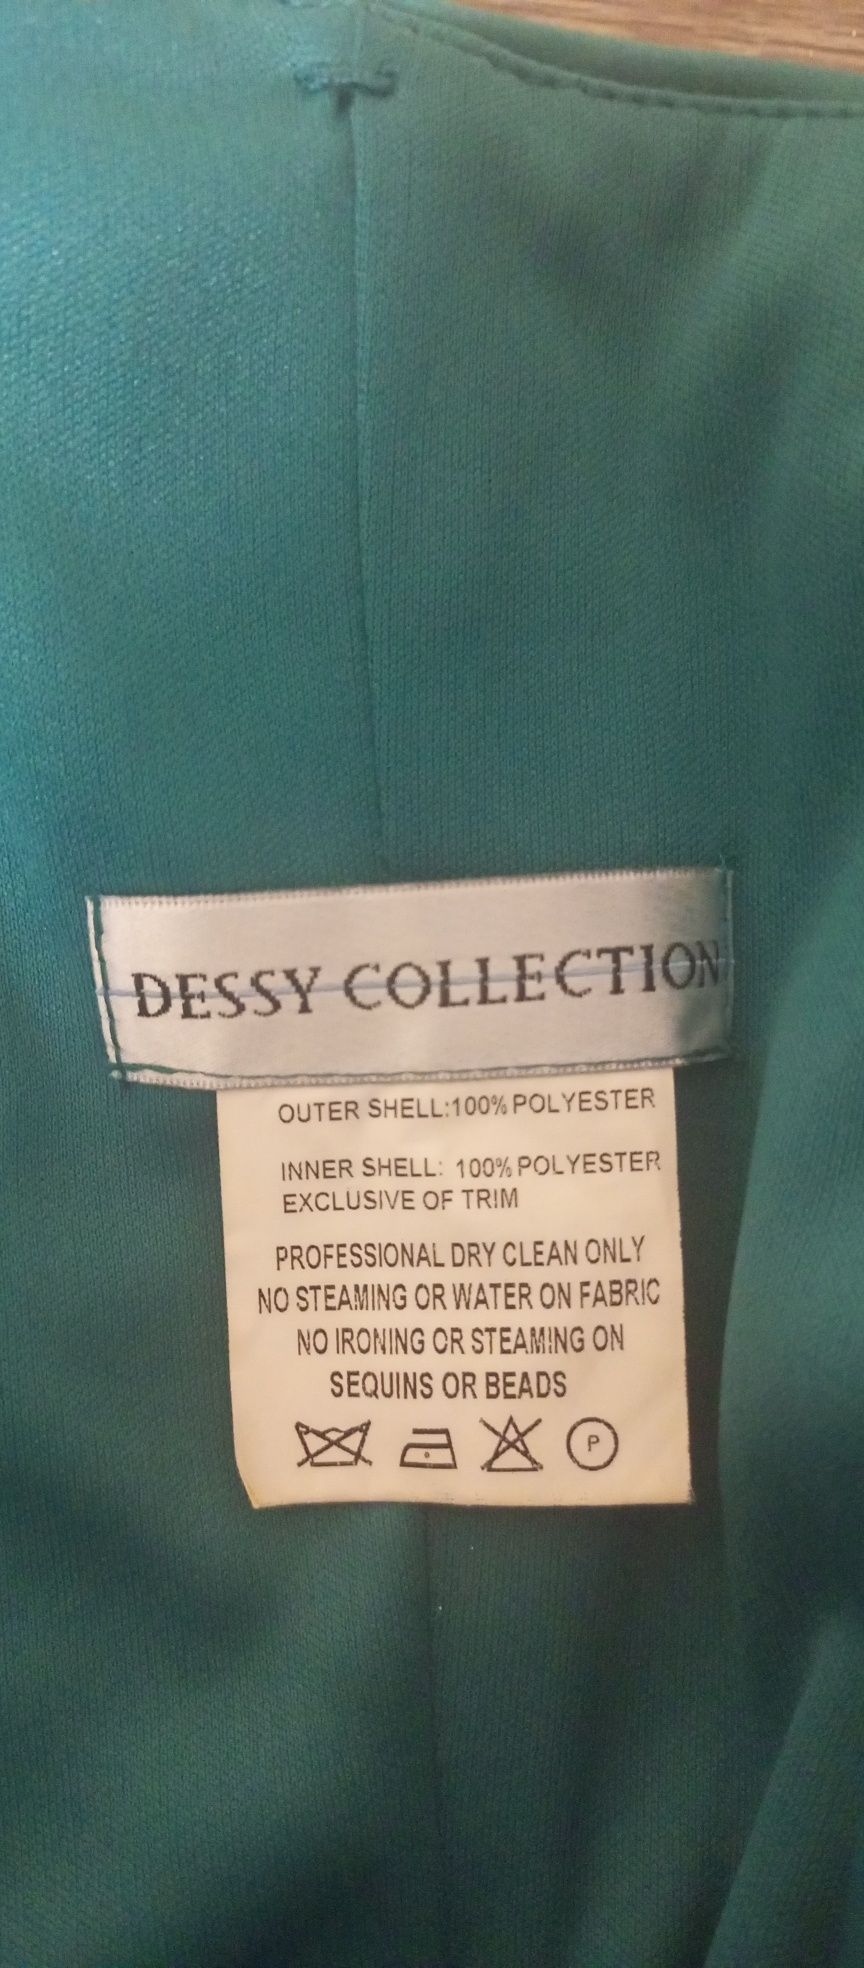 DESSY COLLECTION
OUTER SHELL:100% POLYESTER
INNER SHELL: 100% POLYESTER
EXCLUSIVE OF TRIM
PROFESSIONAL DRY CLEAN ONLY
NO STEAMING OR WATER ON FABRIC
NO IRONING OR STEAMING ON
SEQUINS OR BEADS
P